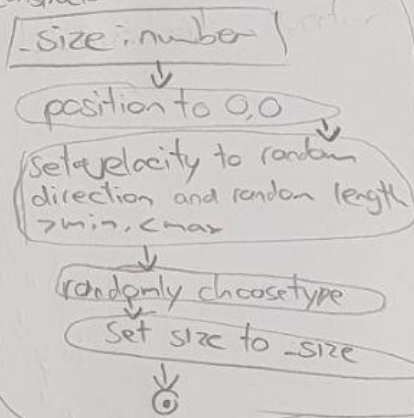 _size : number
position to 0,0
set velocity to random
direction and random length
>min, <max
randomly choose type
set size to _size